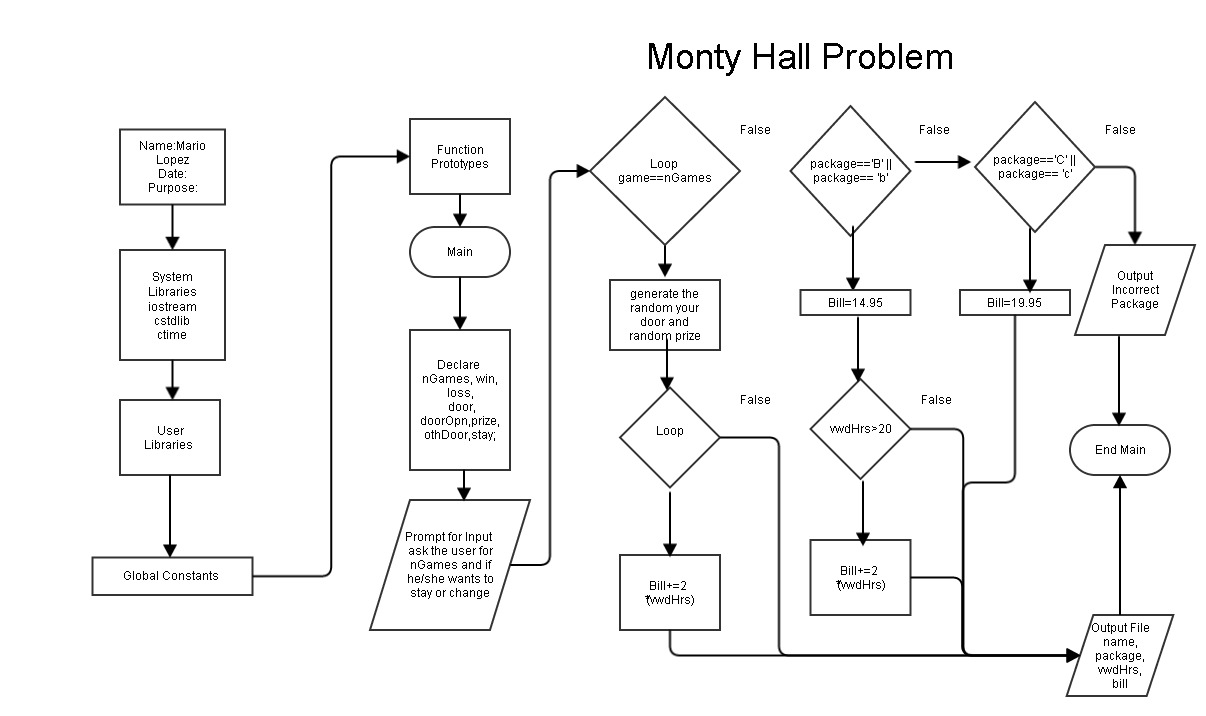 Monty Hall Problem
Name:Mario
Lopez
Date:
Purpose:
System
Libraries
iostream
cstdlib
ctime
User
Libraries
Global Constants
Function
Prototypes
Main
Declare
nGames, win,
loss,
door,
doorOpn,prize,
othDoor,stay;
Prompt for Input
ask the user for
nGames and if
he/she wants to
stay or change
Loop
game==nGames
False
generate the
random your
door and
random prize
Loop
False
Bill+=2
*(wdHrs)
package=='B' ||
package== 'b'
False
Bill=14.95
wdHrs>20
False
Bill+=2
*(wdHrs)
package=='C' ||
package== 'c'
False
Bill=19.95
Output
Incorrect
Package
End Main
Output File
name,
package,
wdHrs,
bill